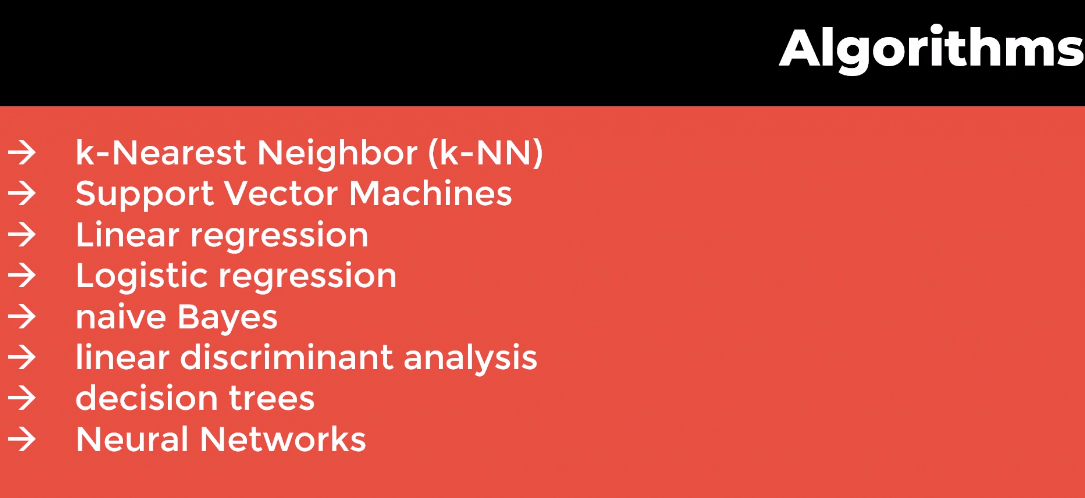 Algorithms
→ k-Nearest Neighbor (k-NN)
→ Support Vector Machines
→ Linear regression
→ Logistic regression
→ naive Bayes
→ linear discriminant analysis
→ decision trees
→ Neural Networks